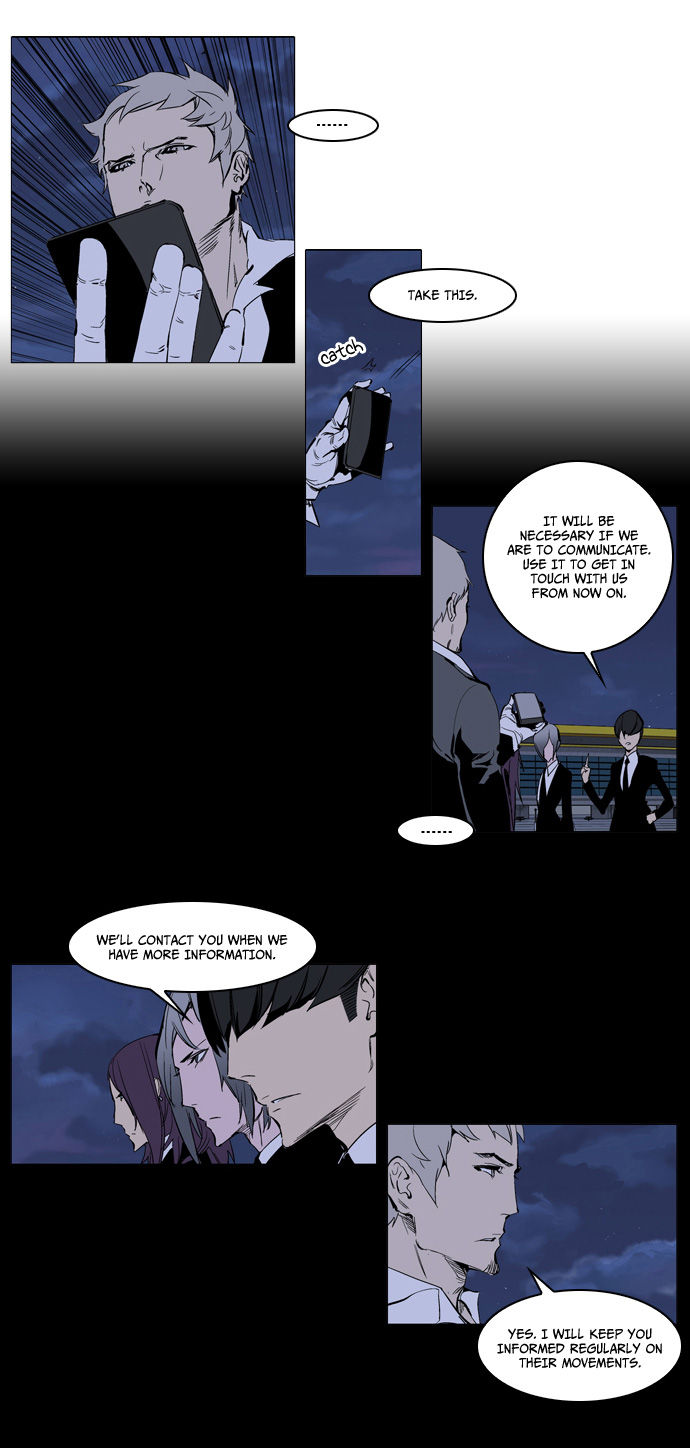 ------
TAKE THIS.
catch
IT WILL BE
NECESSARY IF WE
ARE TO COMMUNICATE.
USE IT TO GET IN
TOUCH WITH US
FROM NOW ON.
------
WE'LL CONTACT YOU WHEN WE
HAVE MORE INFORMATION.
YES. I WILL KEEP YOU
INFORMED REGULARLY ON
THEIR MOVEMENTS.